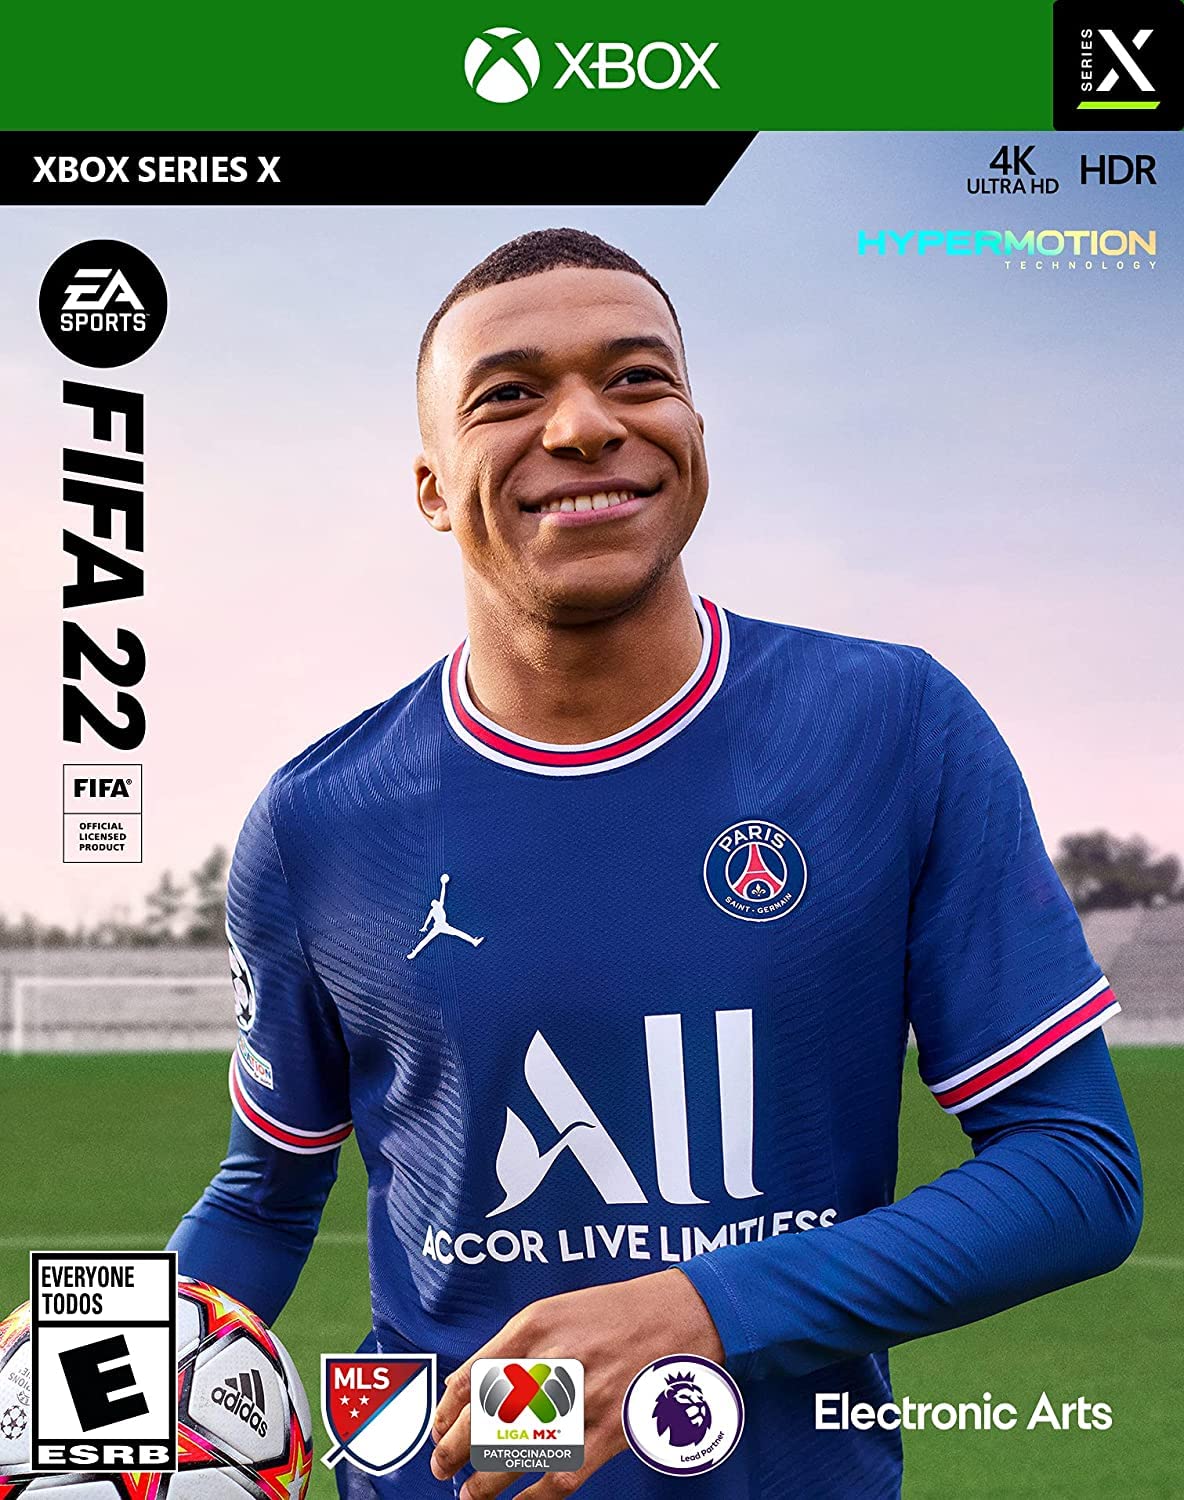 XBOX
SERIES X
XBOX SERIES X
4K
ULTRA HD
HDR
HYPERMOTION
TECHNOLOGY
EA
SPORTS
FIFA 22
FIFA®
OFFICIAL
LICENSED
PRODUCT
PARIS
SAINT-GERMAIN
ALL
ACCOR LIVE LIMITLESS
EVERYONE
TODOS
E
ESRB
adidas
MLS
LIGA MX
PATROCINADOR
OFICIAL
Lead Partner
Electronic Arts